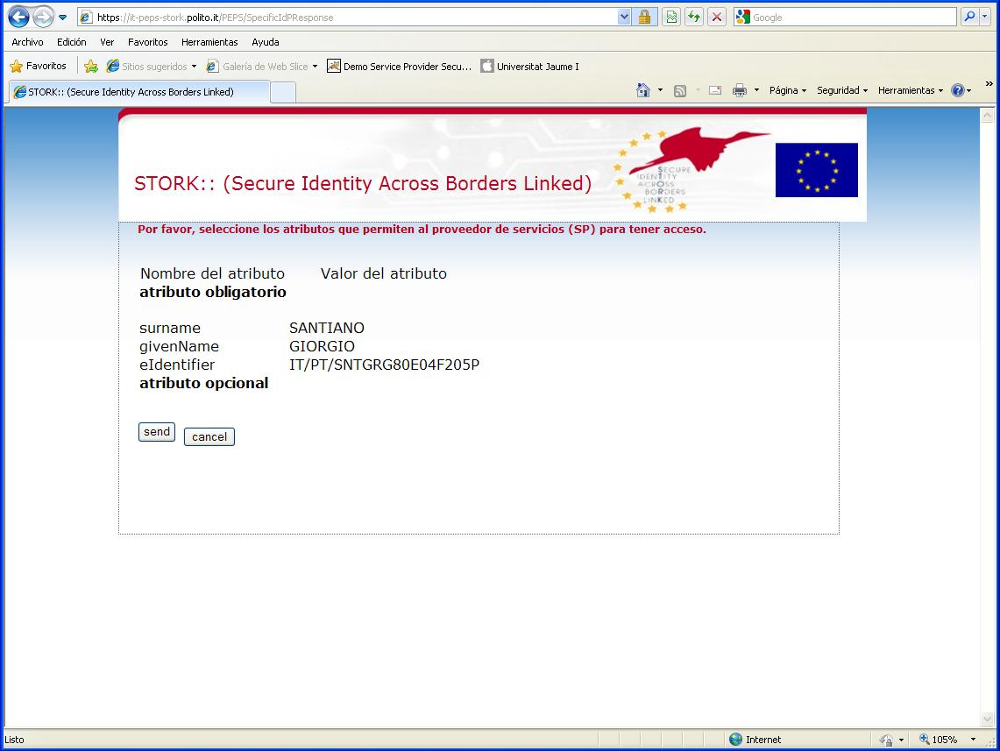 https://it-peps-stork.polito.it/PEPS/SpecificIdPResponse
Google
Archivo Edición Ver Favoritos Herramientas Ayuda
Favoritos Sitios sugeridos Galería de Web Slice Demo Service Provider Secu... Universitat Jaume I
STORK:: (Secure Identity Across Borders Linked) Página Seguridad Herramientas »
STORK:: (Secure Identity Across Borders Linked)
SECURE
IDENTITY
ACROSS
BORDERS
LINKED
Por favor, seleccione los atributos que permiten al proveedor de servicios (SP) para tener acceso.
Nombre del atributo Valor del atributo
atributo obligatorio
surname SANTIANO
givenName GIORGIO
eIdentifier IT/PT/SNTGRG80E04F205P
atributo opcional
send cancel
Listo Internet 105%